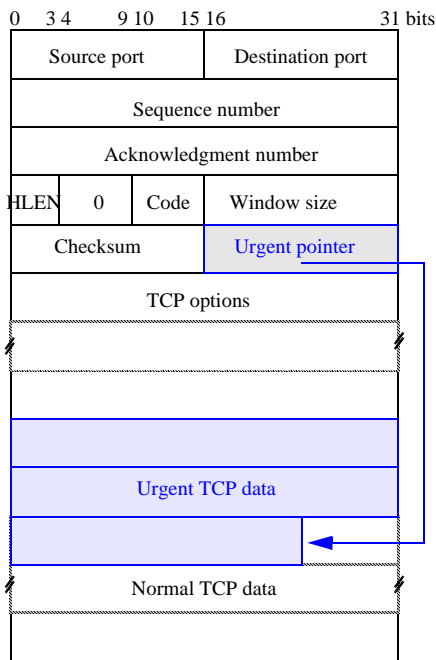 0 3 4 9 10 15 16 31 bits
Source port Destination port
Sequence number
Acknowledgment number
HLEN 0 Code Window size
Checksum Urgent pointer
TCP options
Urgent TCP data
Normal TCP data